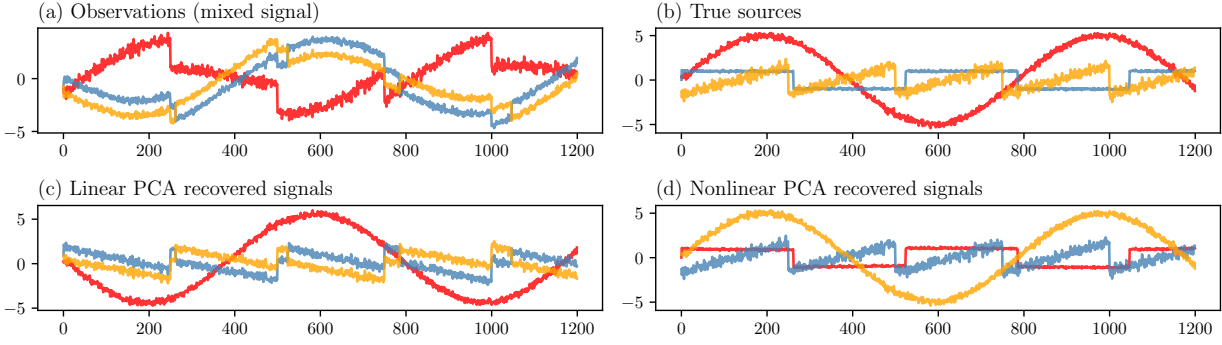 (a) Observations (mixed signal)
0
−5
0 200 400 600 800 1000 1200
(b) True sources
5
0
−5
0 200 400 600 800 1000 1200
(c) Linear PCA recovered signals
5
0
−5
0 200 400 600 800 1000 1200
(d) Nonlinear PCA recovered signals
5
0
−5
0 200 400 600 800 1000 1200